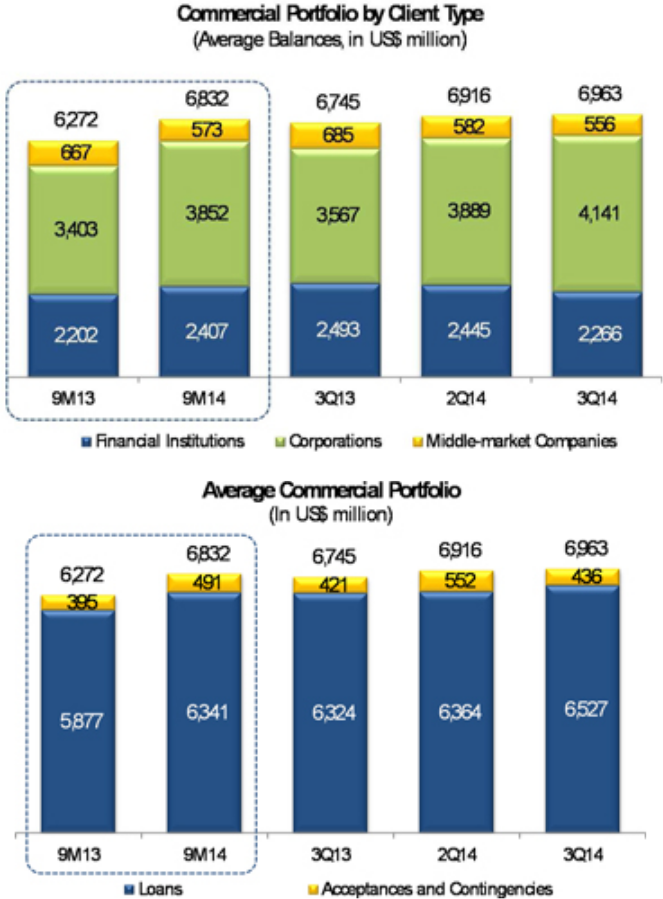 Commercial Portfolio by Client Type
(Average Balances, in US$ million)
6,272 6,832 6,745 6,916 6,963
667 573 685 582 556
3,403 3,852 3,567 3,889 4,141
2,202 2,407 2,493 2,445 2,266
9M13 9M14 3Q13 2Q14 3Q14
Financial Institutions Corporations Middle-market Companies
Average Commercial Portfolio
(In US$ million)
6,272 6,832 6,745 6,916 6,963
395 491 421 552 436
5,877 6,341 6,324 6,364 6,527
9M13 9M14 3Q13 2Q14 3Q14
Loans Acceptances and Contingencies